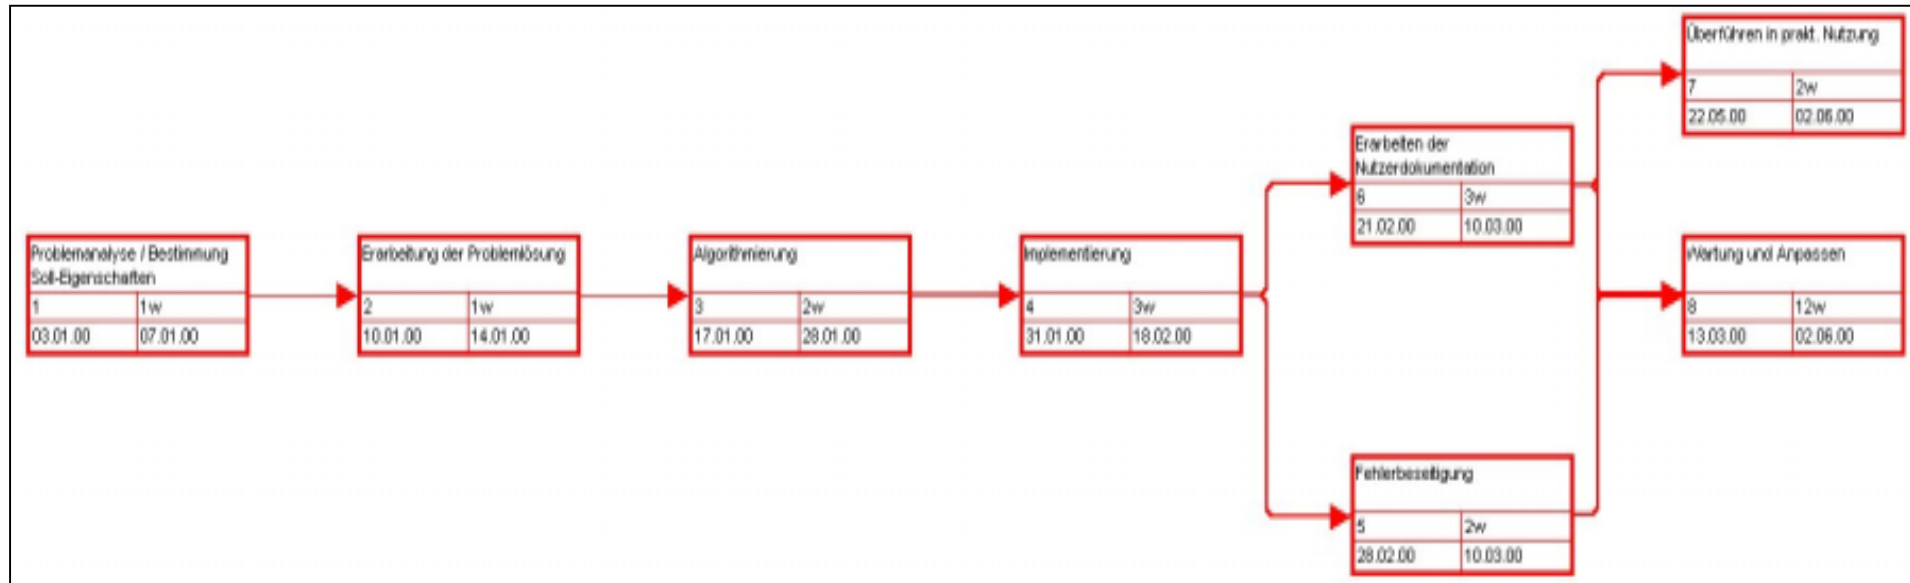 Problemanalyse / Bestimmung
Soll-Eigenschaften
1 1w
03.01.00 07.01.00
Erarbeitung der Problemlösung
2 1w
10.01.00 14.01.00
Algorithmierung
3 2w
17.01.00 28.01.00
Implementierung
4 3w
31.01.00 18.02.00
Erarbeiten der
Nutzerdokumentation
6 3w
21.02.00 10.03.00
Fehlerbeseitigung
5 2w
28.02.00 10.03.00
Überführen in prakt. Nutzung
7 2w
22.05.00 02.06.00
Wartung und Anpassen
8 12w
13.03.00 02.06.00